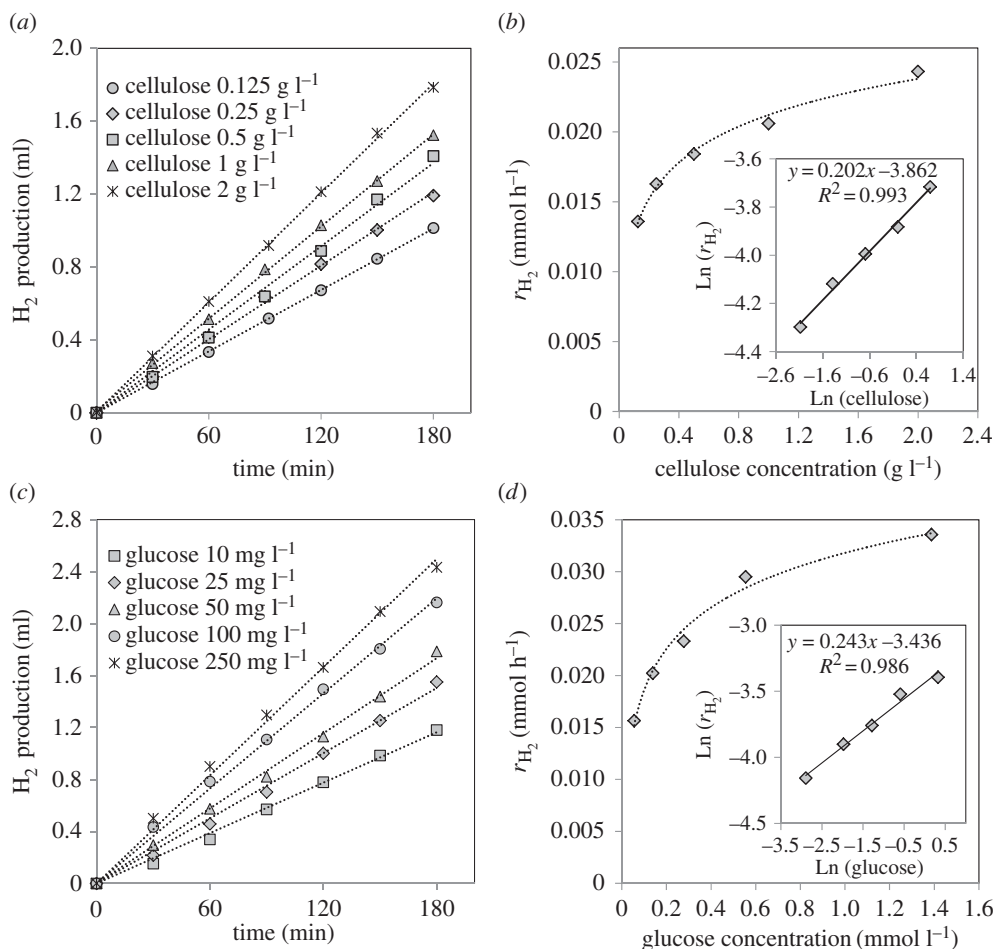 (a)
2.0
1.6
1.2
0.8
0.4
0
H₂ production (ml)
cellulose 0.125 g l⁻¹
cellulose 0.25 g l⁻¹
cellulose 0.5 g l⁻¹
cellulose 1 g l⁻¹
cellulose 2 g l⁻¹
0 60 120 180
time (min)
(b)
0.025
0.020
0.015
0.010
0.005
0
r_H₂ (mmol h⁻¹)
y = 0.202x –3.862
R² = 0.993
–3.6
–3.8
–4.0
–4.2
–4.4
Ln (r_H₂)
–2.6 –1.6 –0.6 0.4 1.4
Ln (cellulose)
0 0.4 0.8 1.2 1.6 2.0 2.4
cellulose concentration (g l⁻¹)
(c)
2.8
2.4
2.0
1.6
1.2
0.8
0.4
0
H₂ production (ml)
glucose 10 mg l⁻¹
glucose 25 mg l⁻¹
glucose 50 mg l⁻¹
glucose 100 mg l⁻¹
glucose 250 mg l⁻¹
0 60 120 180
time (min)
(d)
0.035
0.030
0.025
0.020
0.015
0.010
0.005
0
r_H₂ (mmol h⁻¹)
y = 0.243x –3.436
R² = 0.986
–3.0
–3.5
–4.0
–4.5
Ln (r_H₂)
–3.5 –2.5 –1.5 –0.5 0.5
Ln (glucose)
0 0.2 0.4 0.6 0.8 1.0 1.2 1.4 1.6
glucose concentration (mmol l⁻¹)